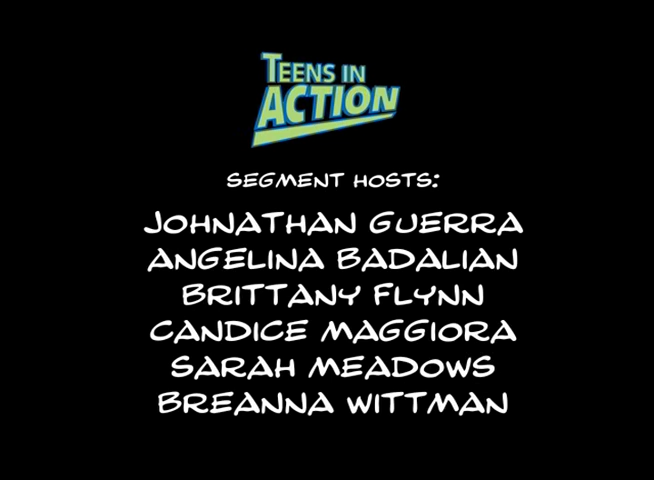 TEENS IN
ACTION
SEGMENT HOSTS:
JOHNATHAN GUERRA
ANGELINA BADALIAN
BRITTANY FLYNN
CANDICE MAGGIORA
SARAH MEADOWS
BREANNA WITTMAN